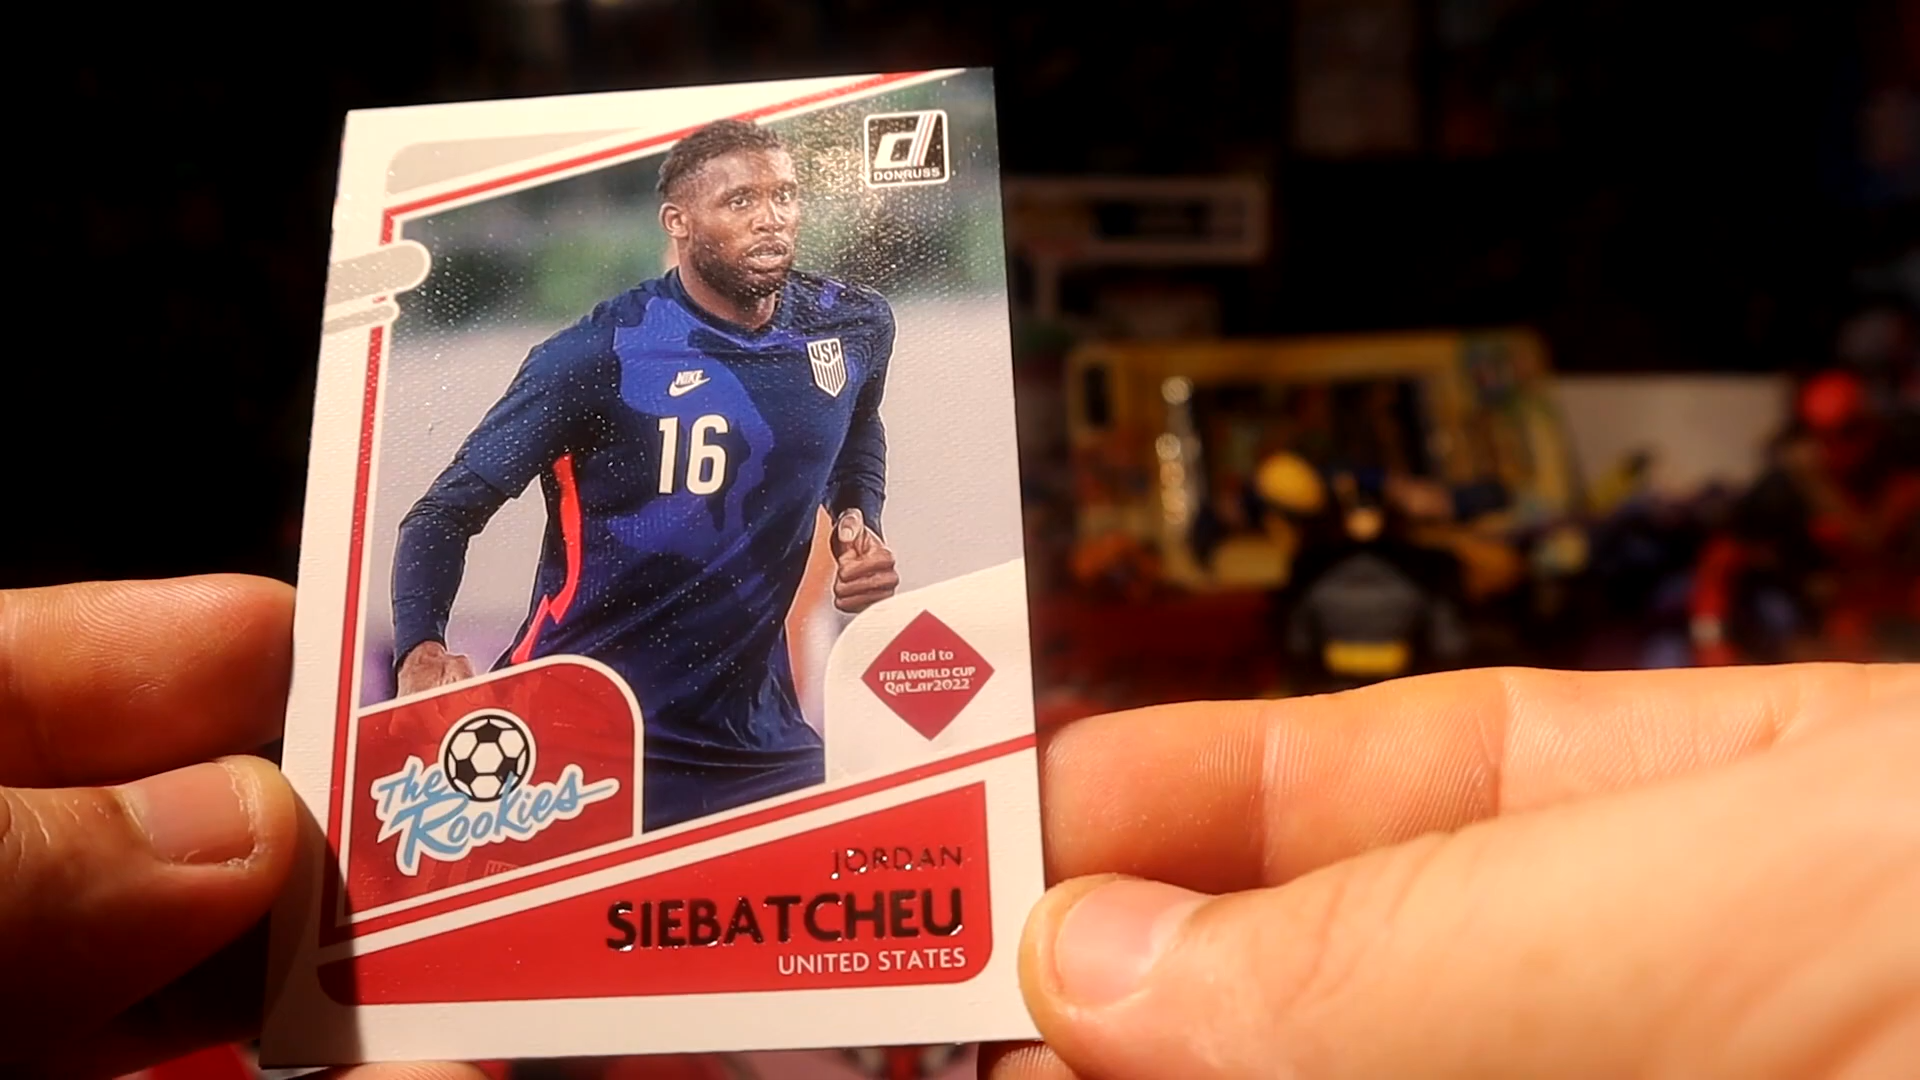 DONRUSS
USA
NIKE
16
Road to
FIFA WORLD CUP
Qatar2022
The
Rookies
JORDAN
SIEBATCHEU
UNITED STATES